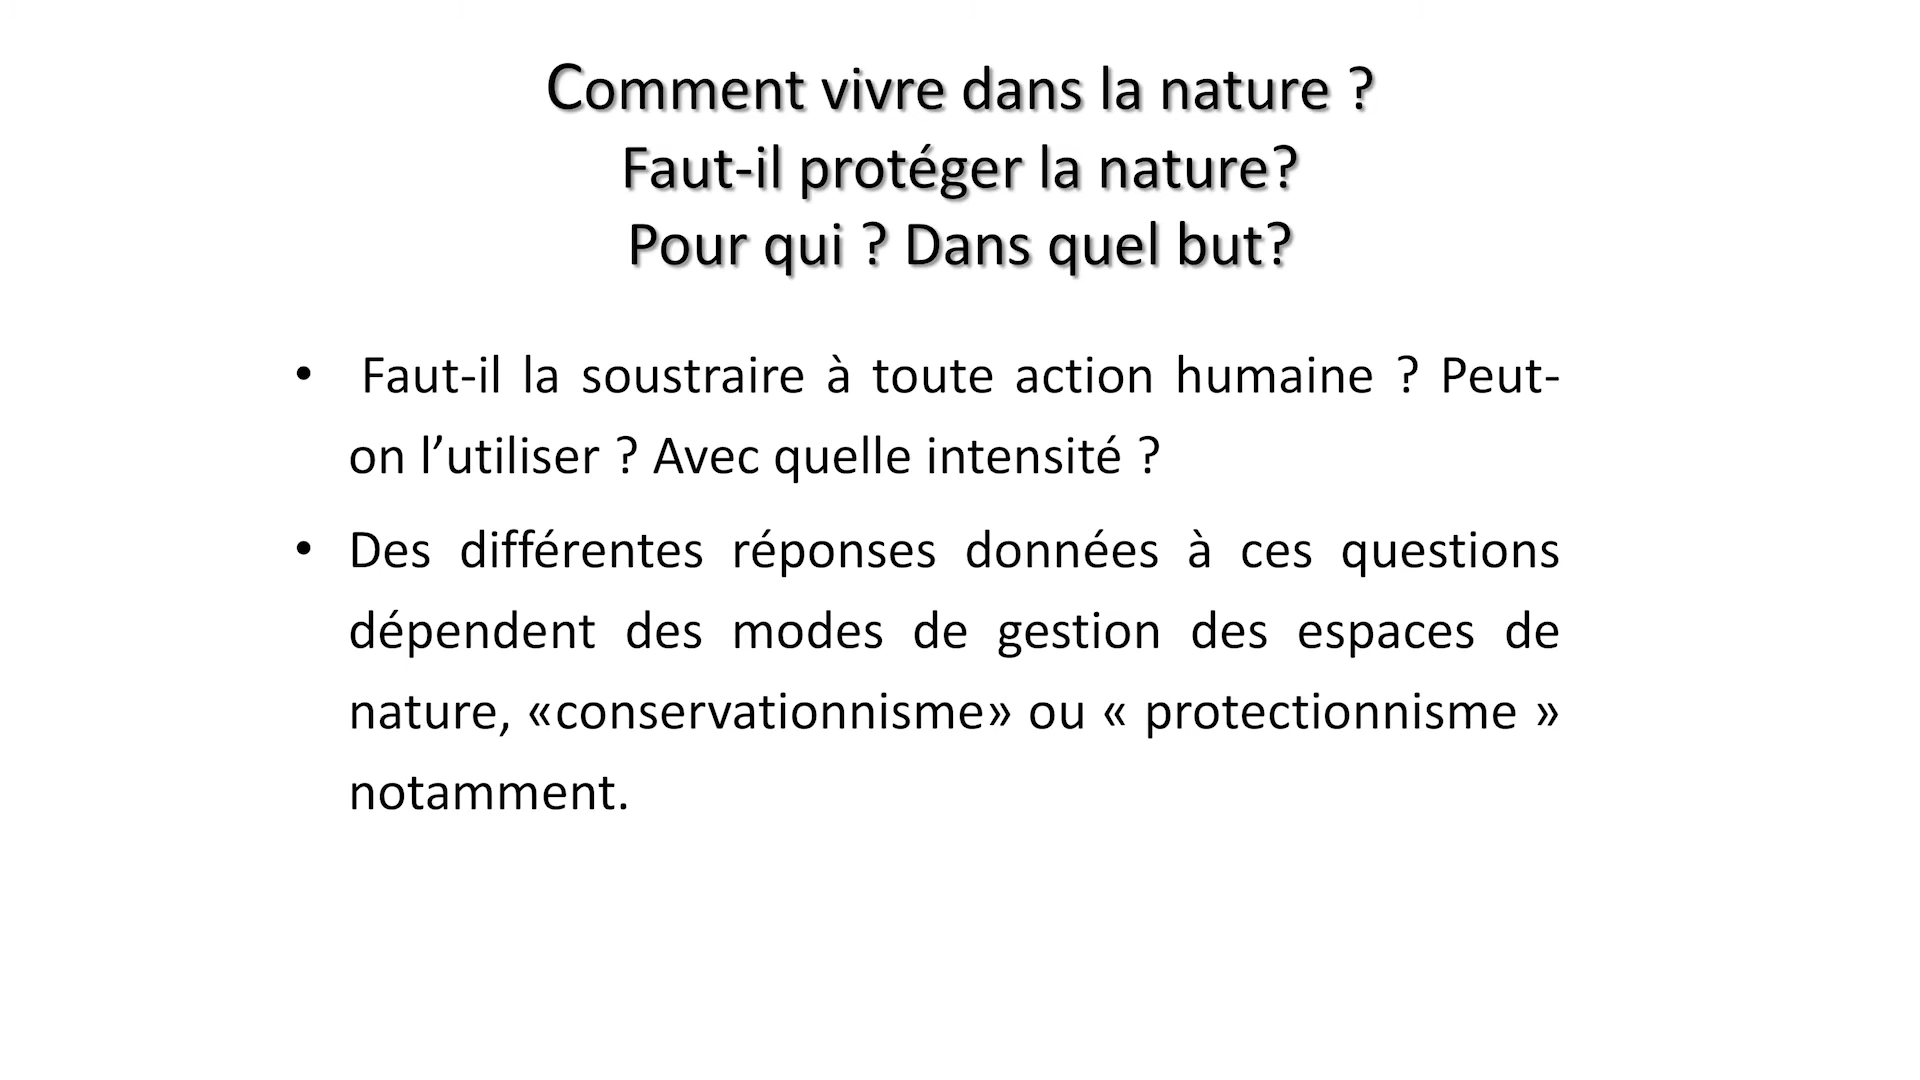 Comment vivre dans la nature ?
Faut-il protéger la nature?
Pour qui ? Dans quel but?
• Faut-il la soustraire à toute action humaine ? Peut-
on l’utiliser ? Avec quelle intensité ?
• Des différentes réponses données à ces questions
dépendent des modes de gestion des espaces de
nature, «conservationnisme» ou « protectionnisme »
notamment.